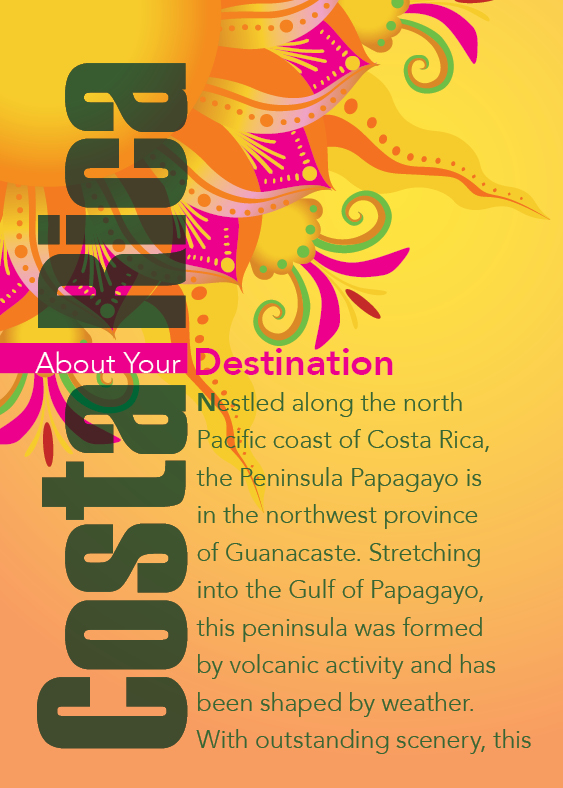 Costa Rica
About Your Destination
Nestled along the north
Pacific coast of Costa Rica,
the Peninsula Papagayo is
in the northwest province
of Guanacaste. Stretching
into the Gulf of Papagayo,
this peninsula was formed
by volcanic activity and has
been shaped by weather.
With outstanding scenery, this